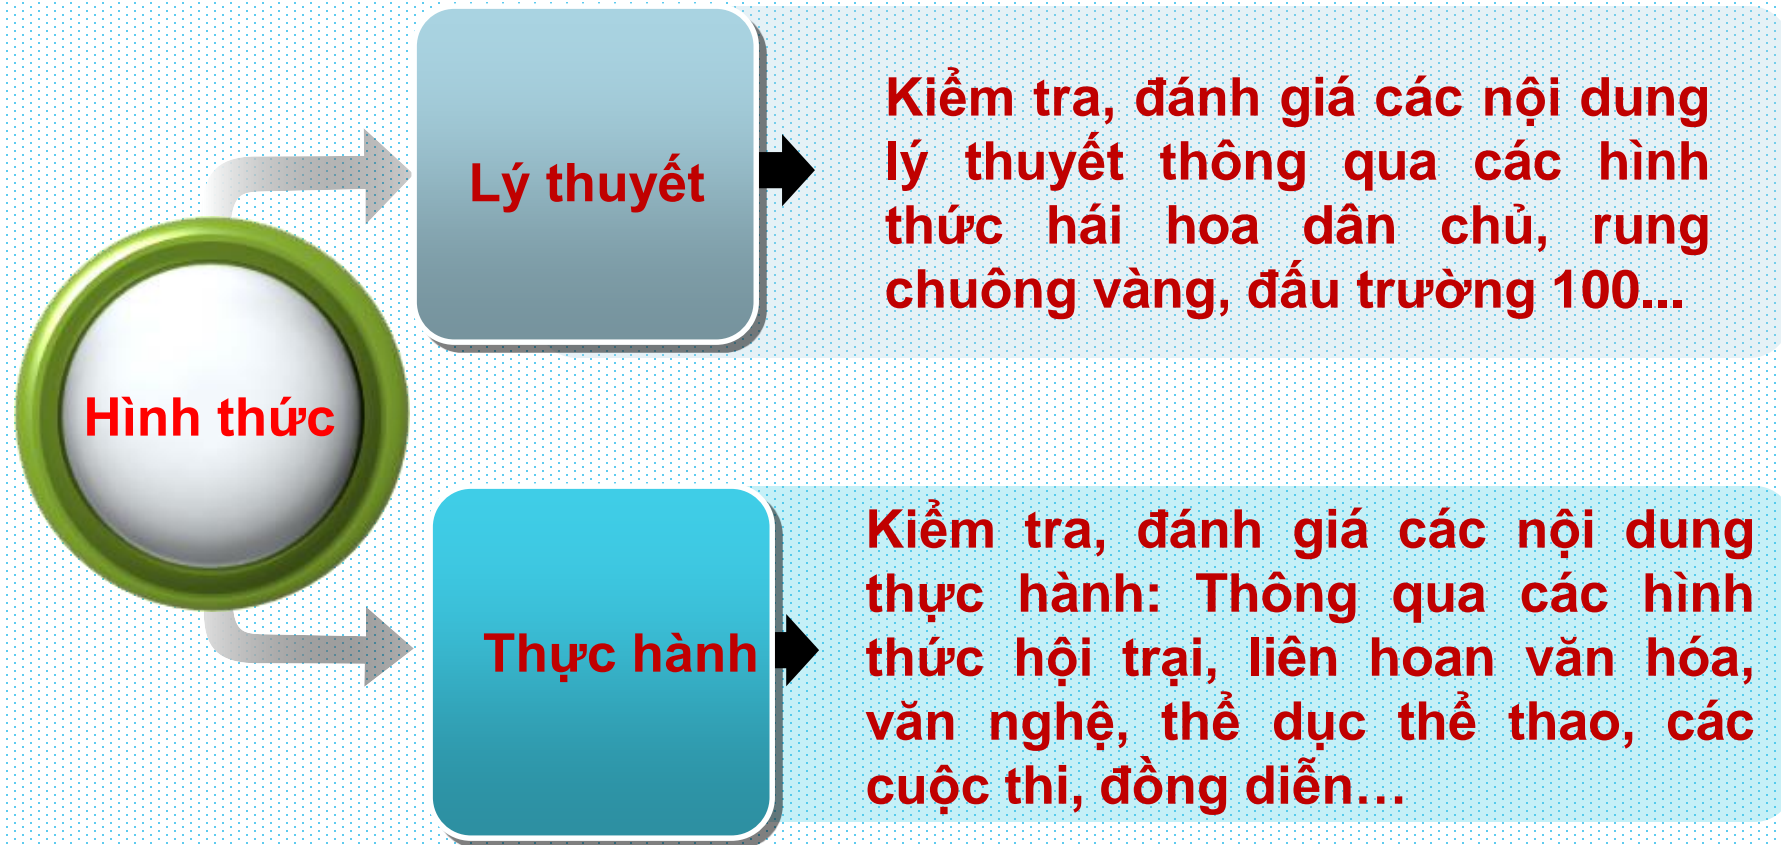 Hình thức
Lý thuyết
Kiểm tra, đánh giá các nội dung
lý thuyết thông qua các hình
thức hái hoa dân chủ, rung
chuông vàng, đấu trường 100...
Thực hành
Kiểm tra, đánh giá các nội dung
thực hành: Thông qua các hình
thức hội trại, liên hoan văn hóa,
văn nghệ, thể dục thể thao, các
cuộc thi, đồng diễn…